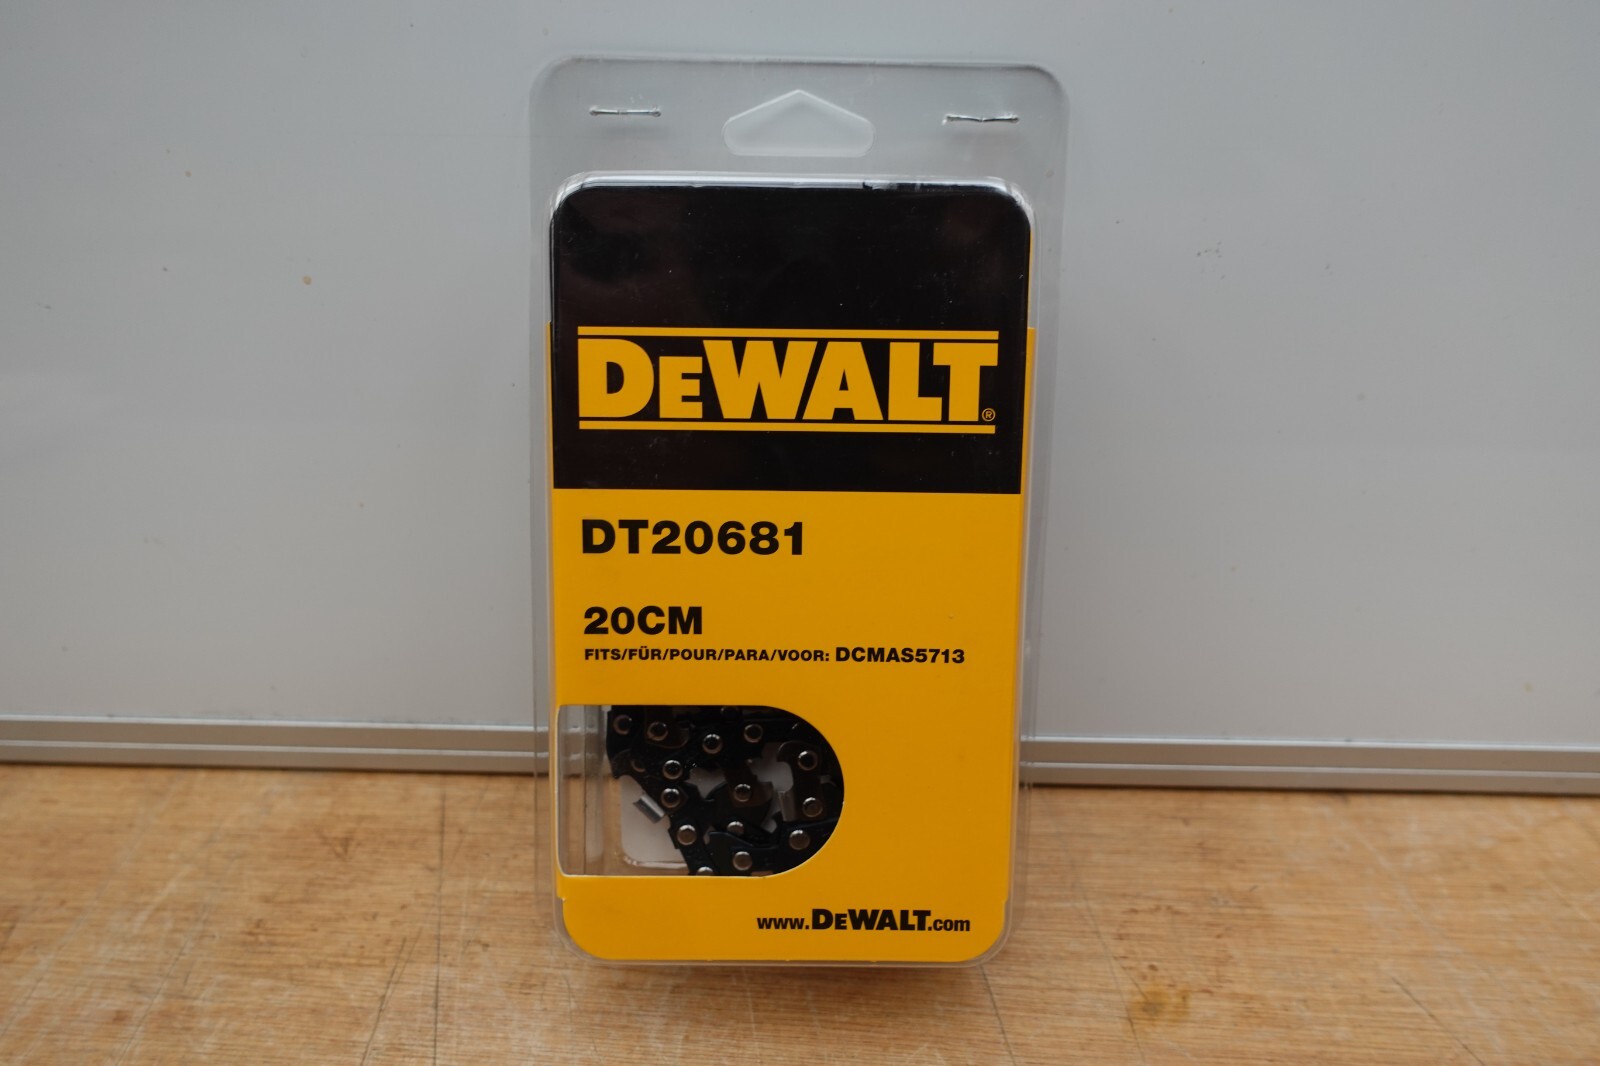 DEWALT®
DT20681
20CM
FITS/FÜR/POUR/PARA/VOOR: DCMAS5713
www.DEWALT.com